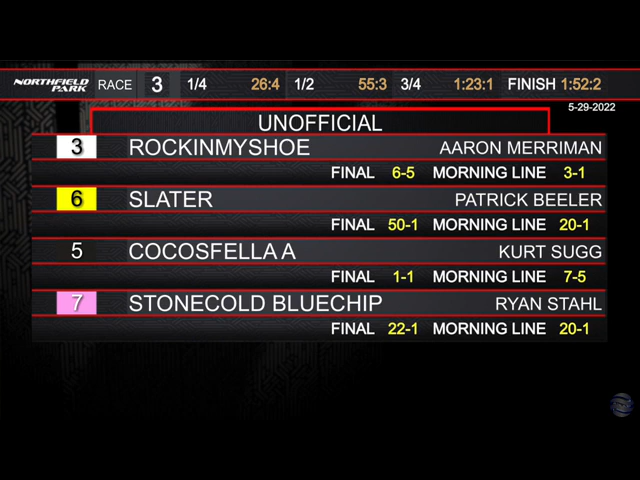 NORTHFIELD PARK RACE 3 1/4 26:4 1/2 55:3 3/4 1:23:1 FINISH 1:52:2
5-29-2022
UNOFFICIAL
3 ROCKINMYSHOE AARON MERRIMAN
FINAL 6-5 MORNING LINE 3-1
6 SLATER PATRICK BEELER
FINAL 50-1 MORNING LINE 20-1
5 COCOSFELLA A KURT SUGG
FINAL 1-1 MORNING LINE 7-5
7 STONECOLD BLUECHIP RYAN STAHL
FINAL 22-1 MORNING LINE 20-1